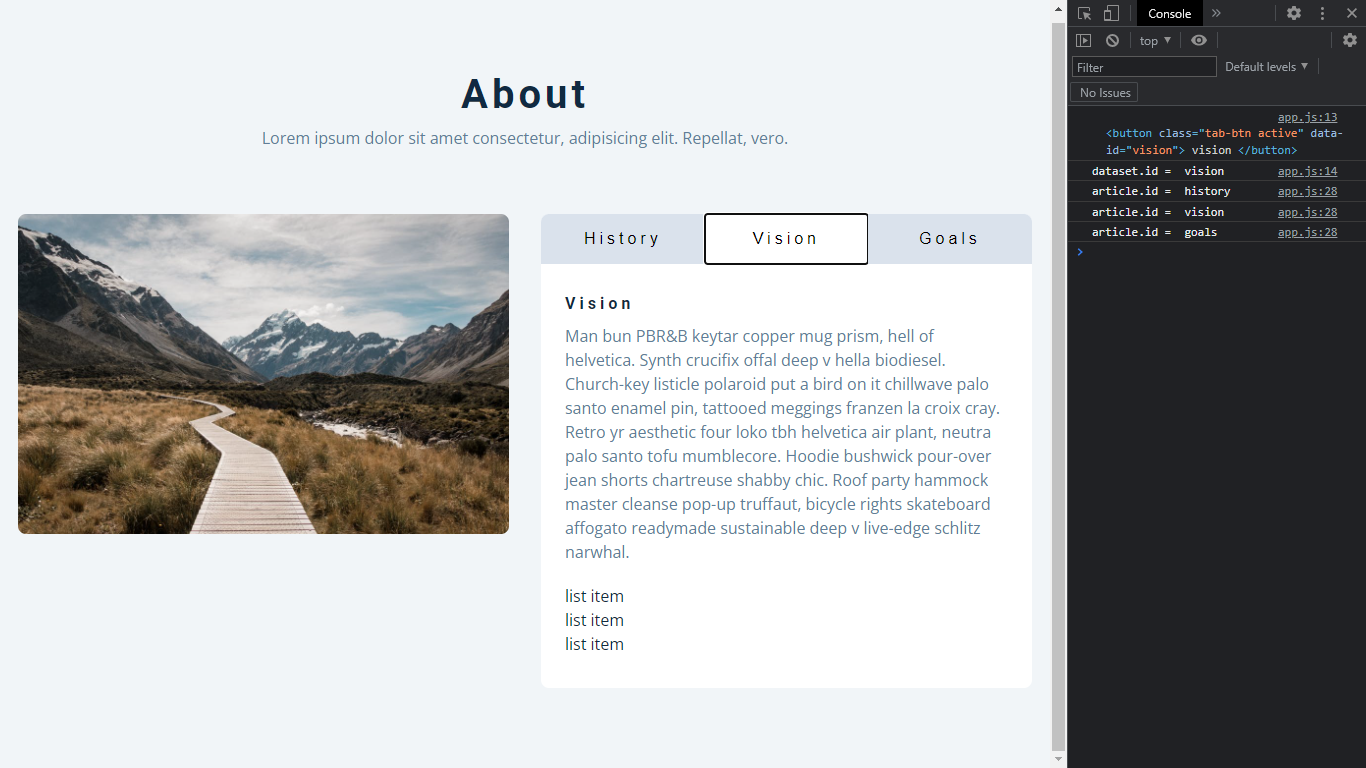 About
Lorem ipsum dolor sit amet consectetur, adipisicing elit. Repellat, vero.
History
Vision
Goals
Vision
Man bun PBR&B keytar copper mug prism, hell of
helvetica. Synth crucifix offal deep v hella biodiesel.
Church-key listicle polaroid put a bird on it chillwave palo
santo enamel pin, tattooed meggings franzen la croix cray.
Retro yr aesthetic four loko tbh helvetica air plant, neutra
palo santo tofu mumblecore. Hoodie bushwick pour-over
jean shorts chartreuse shabby chic. Roof party hammock
master cleanse pop-up truffaut, bicycle rights skateboard
affogato readymade sustainable deep v live-edge schlitz
narwhal.
list item
list item
list item
Console
top
Filter
Default levels
No Issues
app.js:13
<button class="tab-btn active" data-
id="vision"> vision </button>
dataset.id = vision app.js:14
article.id = history app.js:28
article.id = vision app.js:28
article.id = goals app.js:28